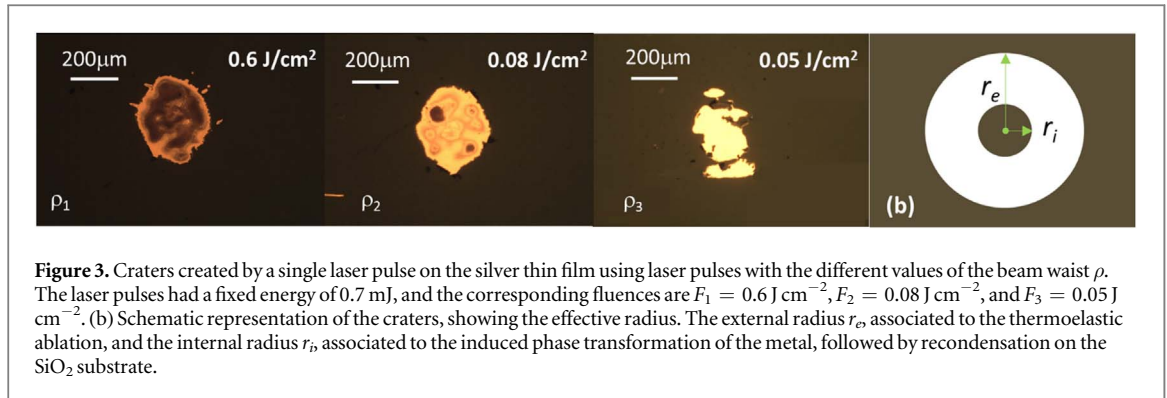 200μm
0.6 J/cm²
ρ₁
200μm
0.08 J/cm²
ρ₂
200μm
0.05 J/cm²
ρ₃
rₑ
rᵢ
(b)
Figure 3. Craters created by a single laser pulse on the silver thin film using laser pulses with the different values of the beam waist ρ.
The laser pulses had a fixed energy of 0.7 mJ, and the corresponding fluences are F₁ = 0.6 J cm⁻², F₂ = 0.08 J cm⁻², and F₃ = 0.05 J
cm⁻². (b) Schematic representation of the craters, showing the effective radius. The external radius rₑ, associated to the thermoelastic
ablation, and the internal radius rᵢ, associated to the induced phase transformation of the metal, followed by recondensation on the
SiO₂ substrate.